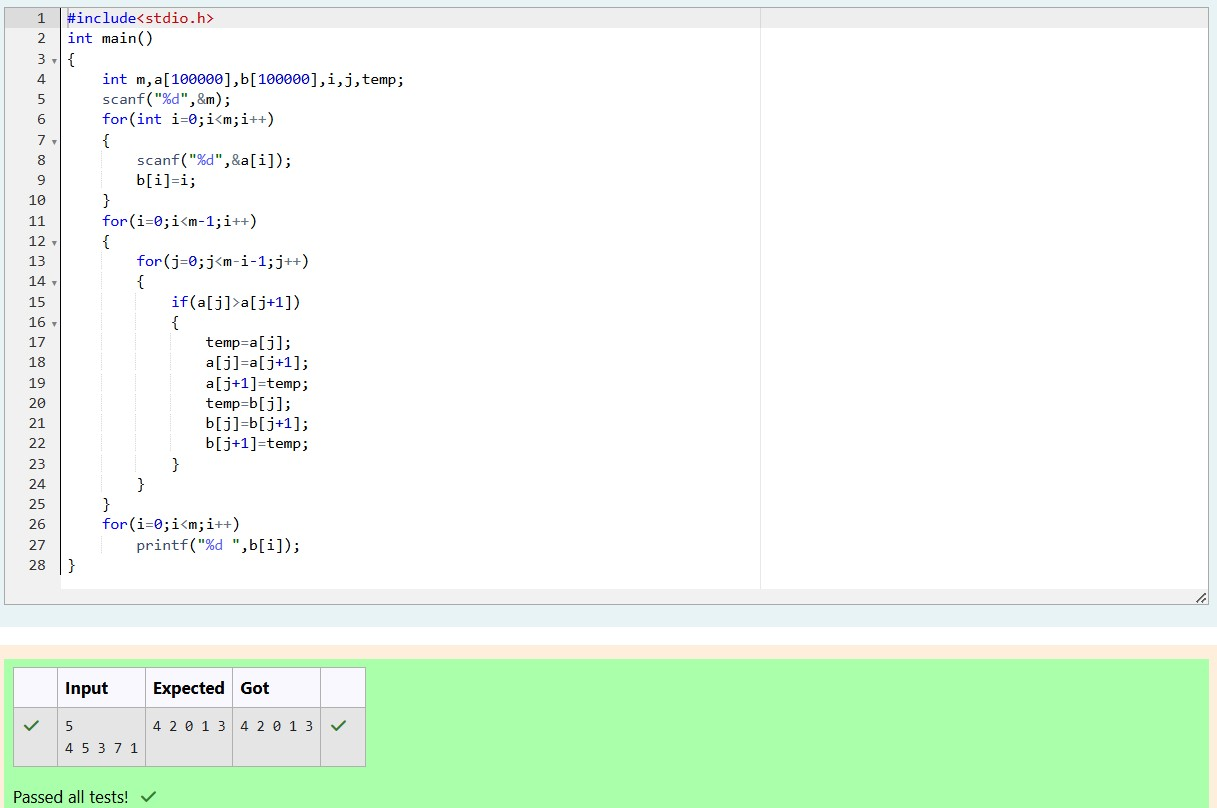 1 #include<stdio.h>
2 int main()
3 {
4     int m,a[100000],b[100000],i,j,temp;
5     scanf("%d",&m);
6     for(int i=0;i<m;i++)
7     {
8         scanf("%d",&a[i]);
9         b[i]=i;
10     }
11     for(i=0;i<m-1;i++)
12     {
13         for(j=0;j<m-i-1;j++)
14         {
15             if(a[j]>a[j+1])
16             {
17                 temp=a[j];
18                 a[j]=a[j+1];
19                 a[j+1]=temp;
20                 temp=b[j];
21                 b[j]=b[j+1];
22                 b[j+1]=temp;
23             }
24         }
25     }
26     for(i=0;i<m;i++)
27         printf("%d ",b[i]);
28 }
Input Expected Got
5 4 2 0 1 3 4 2 0 1 3
4 5 3 7 1
Passed all tests!